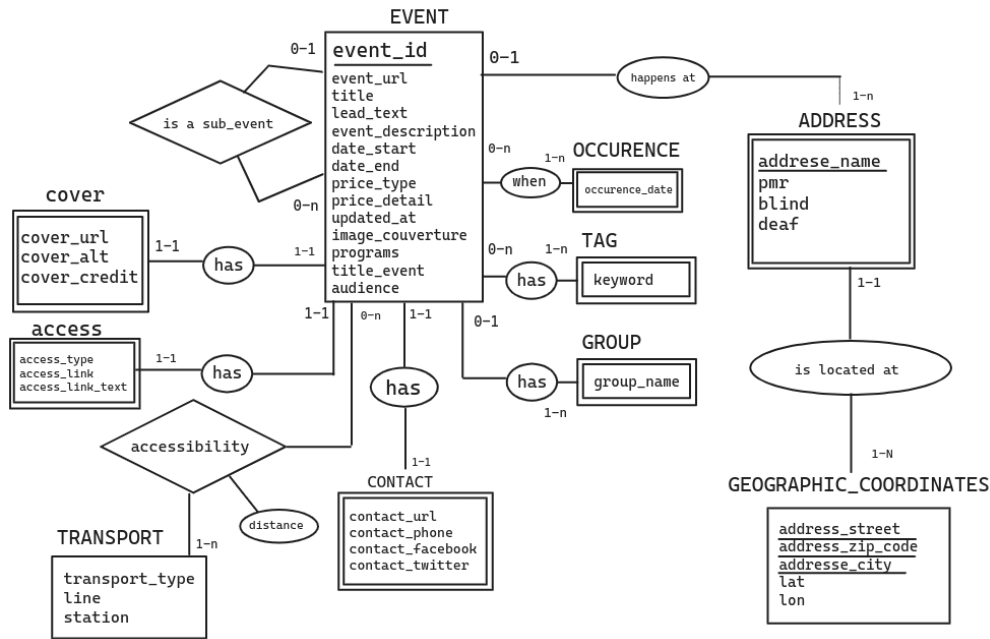 EVENT
0-1
event_id
0-1
happens at
1-n
is a sub_event
event_url
title
lead_text
event_description
date_start
date_end
price_type
price_detail
updated_at
image_couverture
programs
title_event
audience
0-n
ADDRESS
addrese_name
pmr
blind
deaf
0-n
when
1-n
OCCURENCE
occurence_date
cover
cover_url
cover_alt
cover_credit
1-1
has
1-1
0-n
has
1-n
TAG
keyword
access
access_type
access_link
access_link_text
1-1
has
1-1
0-n
1-1
0-1
has
1-n
GROUP
group_name
1-1
is located at
1-N
has
accessibility
distance
1-1
CONTACT
contact_url
contact_phone
contact_facebook
contact_twitter
TRANSPORT
1-n
transport_type
line
station
GEOGRAPHIC_COORDINATES
address_street
address_zip_code
addresse_city
lat
lon